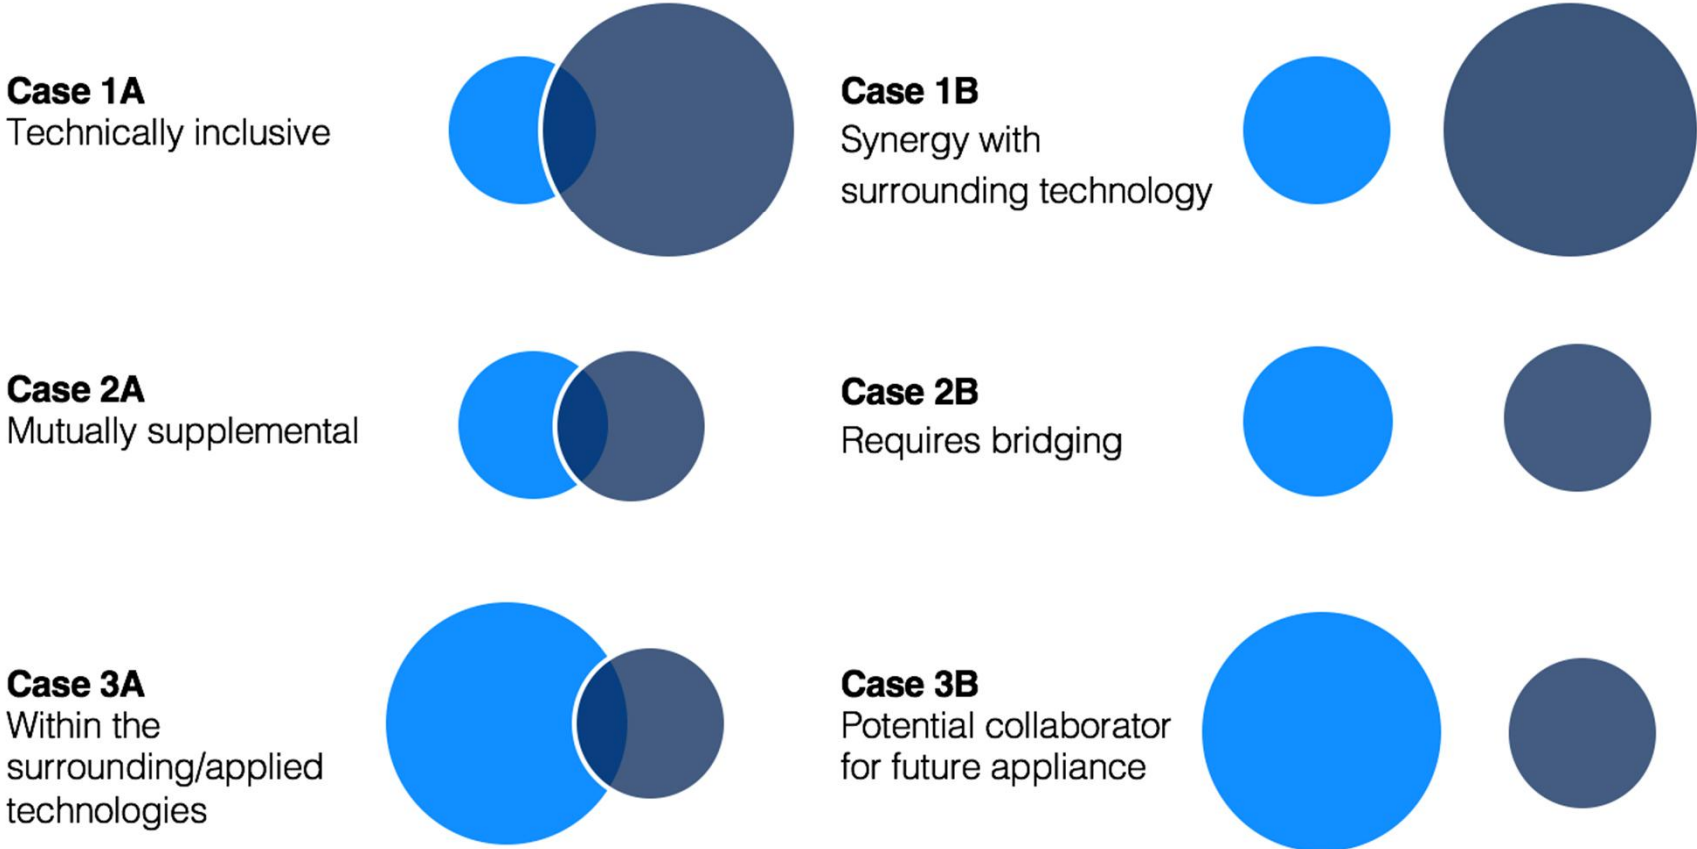 Case 1A
Technically inclusive
Case 1B
Synergy with
surrounding technology
Case 2A
Mutually supplemental
Case 2B
Requires bridging
Case 3A
Within the
surrounding/applied
technologies
Case 3B
Potential collaborator
for future appliance